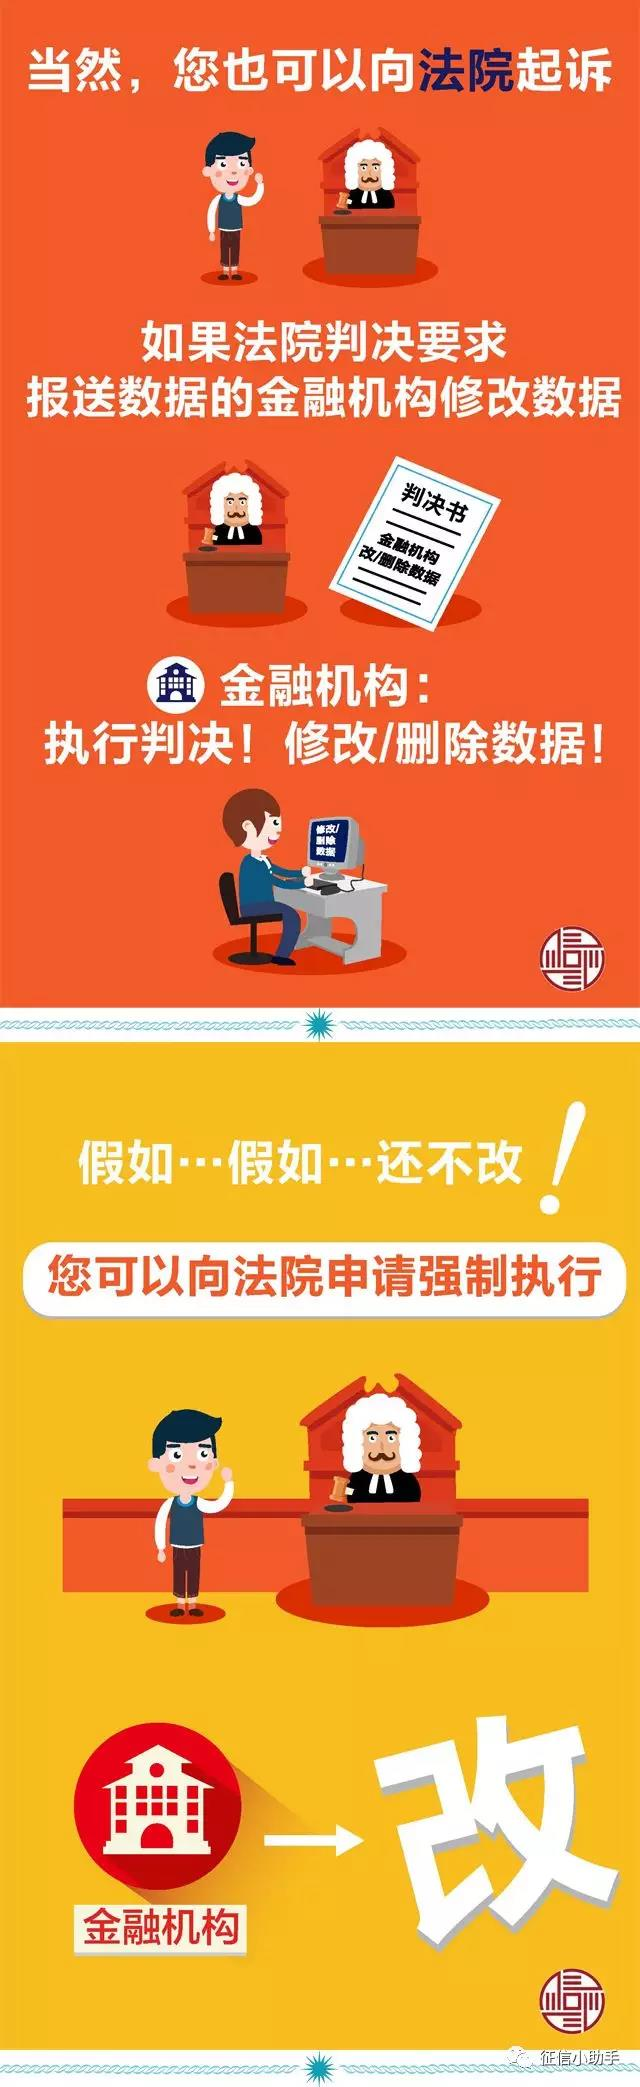 当然，您也可以向法院起诉
如果法院判决要求
报送数据的金融机构修改数据
判决书
金融机构
改/删除数据
金融机构：
执行判决！修改/删除数据！
修改/
删除
数据
假如…假如…还不改！
您可以向法院申请强制执行
金融机构
改
征信小助手